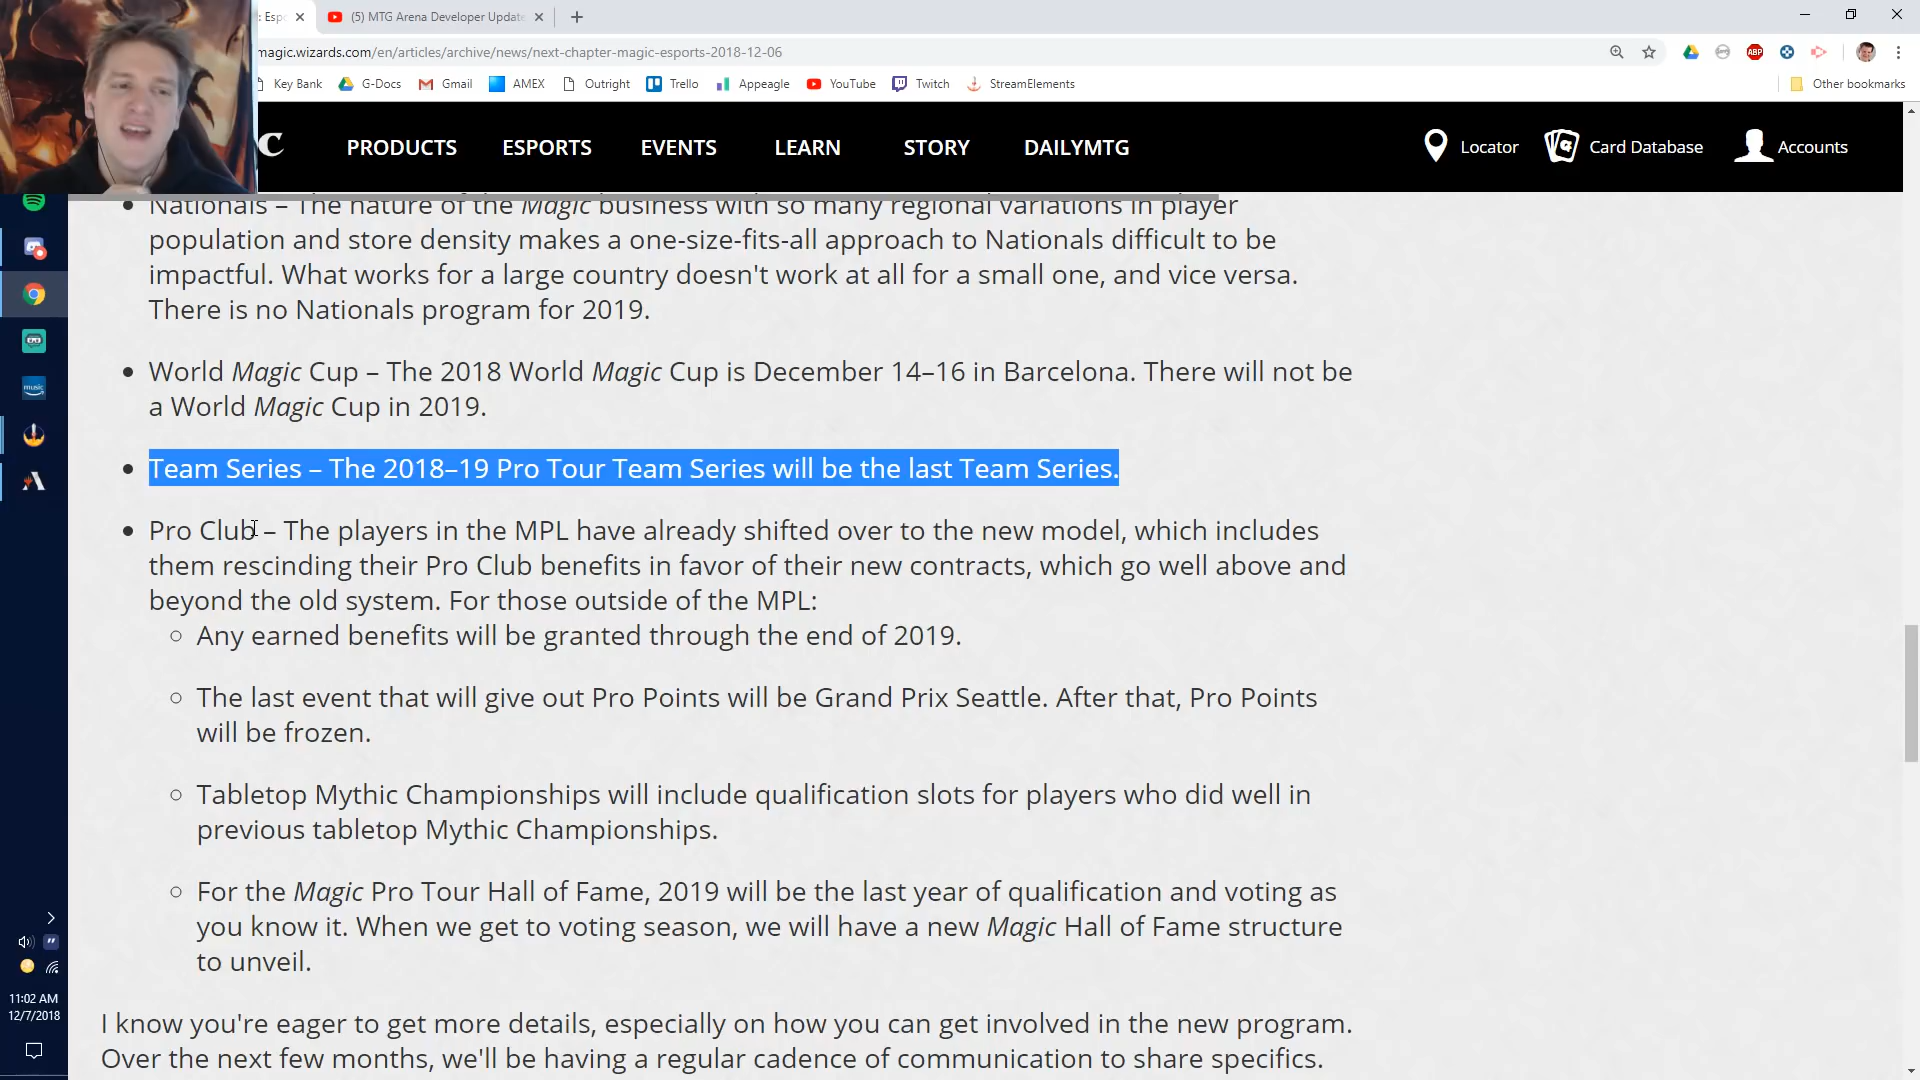 : Espo
(5) MTG Arena Developer Update
magic.wizards.com/en/articles/archive/news/next-chapter-magic-esports-2018-12-06
ABP
Key Bank
G-Docs
Gmail
AMEX
Outright
Trello
Appeagle
YouTube
Twitch
StreamElements
Other bookmarks
C
PRODUCTS
ESPORTS
EVENTS
LEARN
STORY
DAILYMTG
Locator
Card Database
Accounts
Nationals – The nature of the Magic business with so many regional variations in player
population and store density makes a one-size-fits-all approach to Nationals difficult to be
impactful. What works for a large country doesn't work at all for a small one, and vice versa.
There is no Nationals program for 2019.
World Magic Cup – The 2018 World Magic Cup is December 14–16 in Barcelona. There will not be
a World Magic Cup in 2019.
Team Series – The 2018–19 Pro Tour Team Series will be the last Team Series.
Pro Club – The players in the MPL have already shifted over to the new model, which includes
them rescinding their Pro Club benefits in favor of their new contracts, which go well above and
beyond the old system. For those outside of the MPL:
Any earned benefits will be granted through the end of 2019.
The last event that will give out Pro Points will be Grand Prix Seattle. After that, Pro Points
will be frozen.
Tabletop Mythic Championships will include qualification slots for players who did well in
previous tabletop Mythic Championships.
For the Magic Pro Tour Hall of Fame, 2019 will be the last year of qualification and voting as
you know it. When we get to voting season, we will have a new Magic Hall of Fame structure
to unveil.
I know you're eager to get more details, especially on how you can get involved in the new program.
Over the next few months, we'll be having a regular cadence of communication to share specifics.
music
11:02 AM
12/7/2018